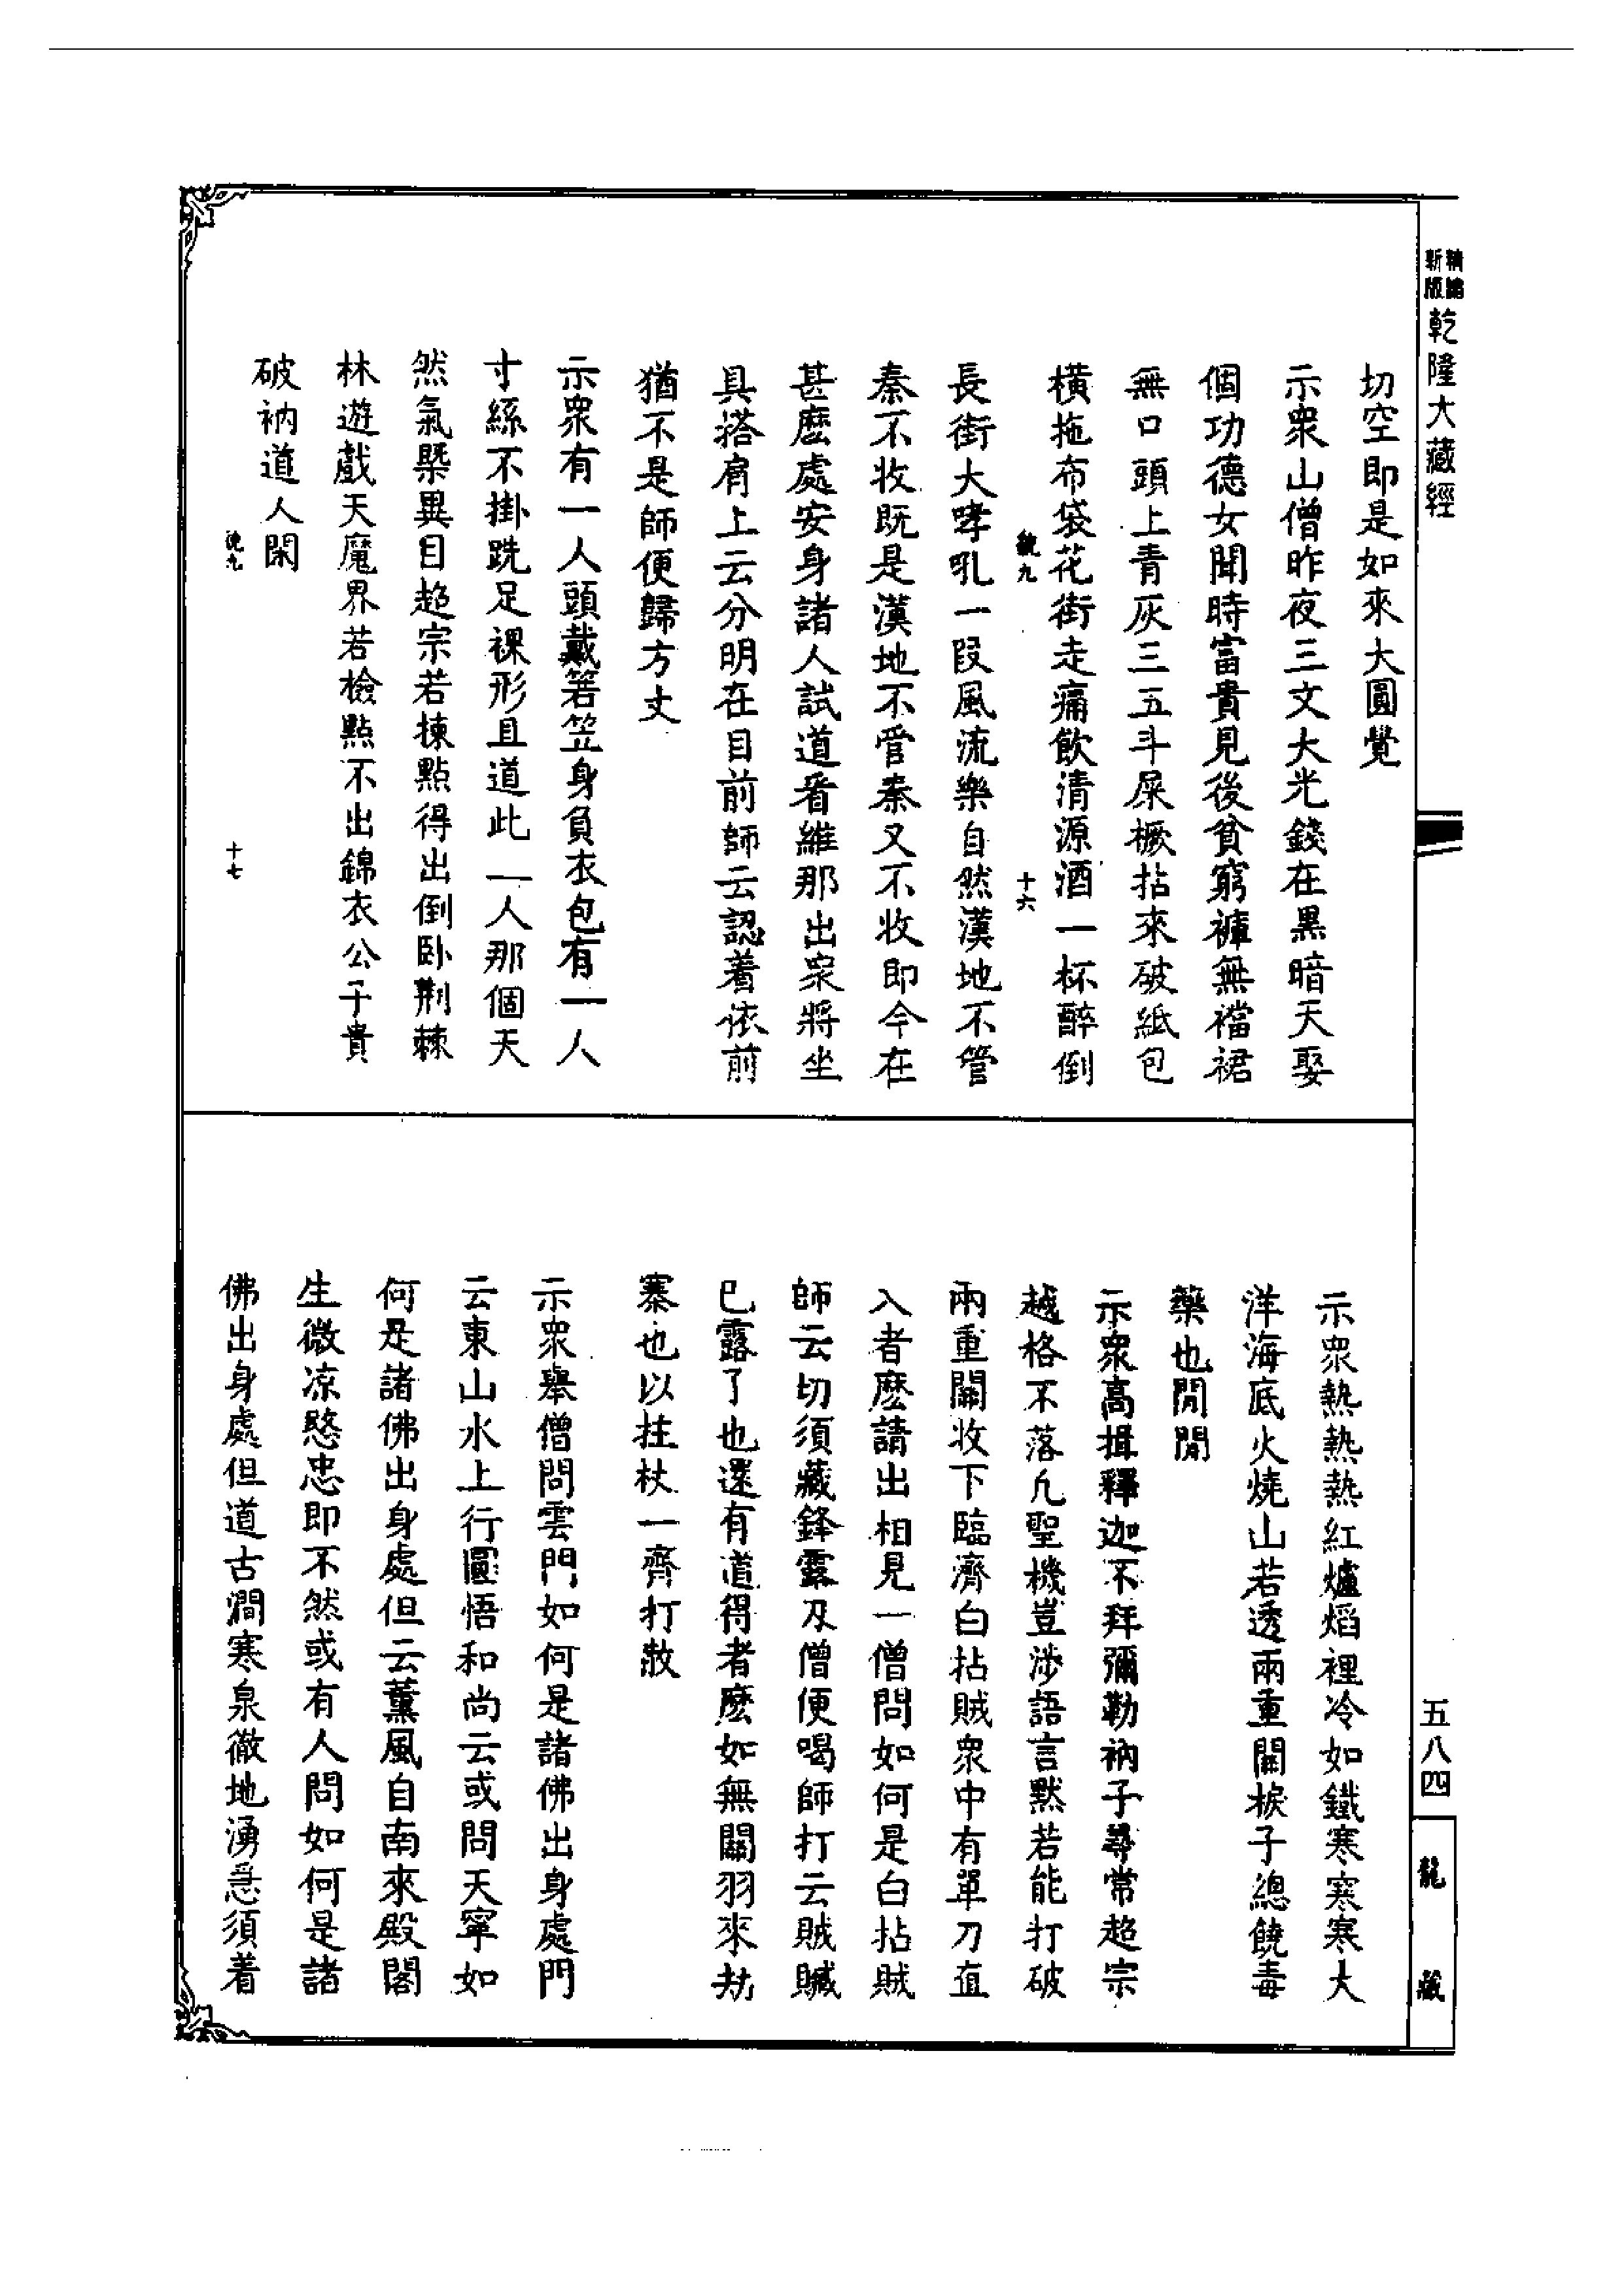 精編
新版
乾隆大藏經
切空即是如來大圓覺
示衆山僧昨夜三文大光錢在黑暗天娶
個功德女聞時富貴見後貧窮褲無襠裙
無口頭上青灰三五斗屎橛拈來破紙包
橫拖布袋花街走痛飲清源酒一杯醉倒
號九
十六
長街大哮吼一段風流樂自然漢地不管
秦不收既是漢地不管秦又不收即今在
甚麽處安身諸人試道看維那出衆將坐
具搭肩上云分明在目前師云認着依前
猶不是師便歸方丈
示衆有一人頭戴箬笠身負衣包有一人
寸絲不掛跣足裸形且道此一人那個天
然氣槩異目超宗若揀點得出倒卧荆棘
林遊戲天魔界若檢點不出錦衣公子貴
破衲道人閑
號九
十七
示衆熱熱熱紅爐焰裡冷如鐵寒寒寒大
洋海底火燒山若透兩重關棙子總饒毒
藥也閒閒
示衆高揖釋迦不拜彌勒衲子尋常超宗
越格不落凡聖機豈涉語言默若能打破
兩重關收下臨濟白拈賊衆中有單刀直
入者麽請出相見一僧問如何是白拈賊
師云切須藏鋒露刃僧便喝師打云賊贓
已露了也還有道得者麽如無關羽來劫
寨也以拄杖一齊打散
示衆舉僧問雲門如何是諸佛出身處門
云東山水上行圜悟和尚云或問天寧如
何是諸佛出身處但云薰風自南來殿閣
生微凉愍忠即不然或有人問如何是諸
佛出身處但道古澗寒泉徹地湧急須着
五八四
龍藏